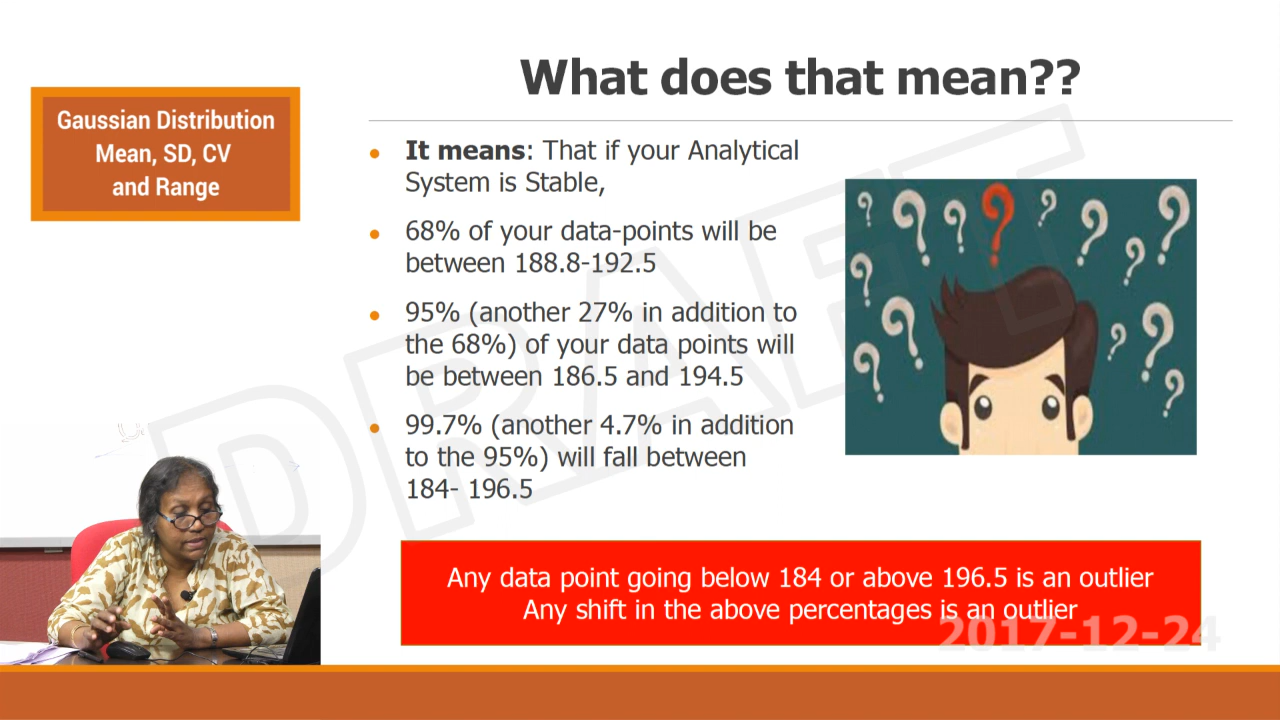 What does that mean??
Gaussian Distribution
Mean, SD, CV
and Range
• It means: That if your Analytical
System is Stable,
• 68% of your data-points will be
between 188.8-192.5
• 95% (another 27% in addition to
the 68%) of your data points will
be between 186.5 and 194.5
• 99.7% (another 4.7% in addition
to the 95%) will fall between
184- 196.5
Any data point going below 184 or above 196.5 is an outlier
Any shift in the above percentages is an outlier
2017-12-24
DRAFT